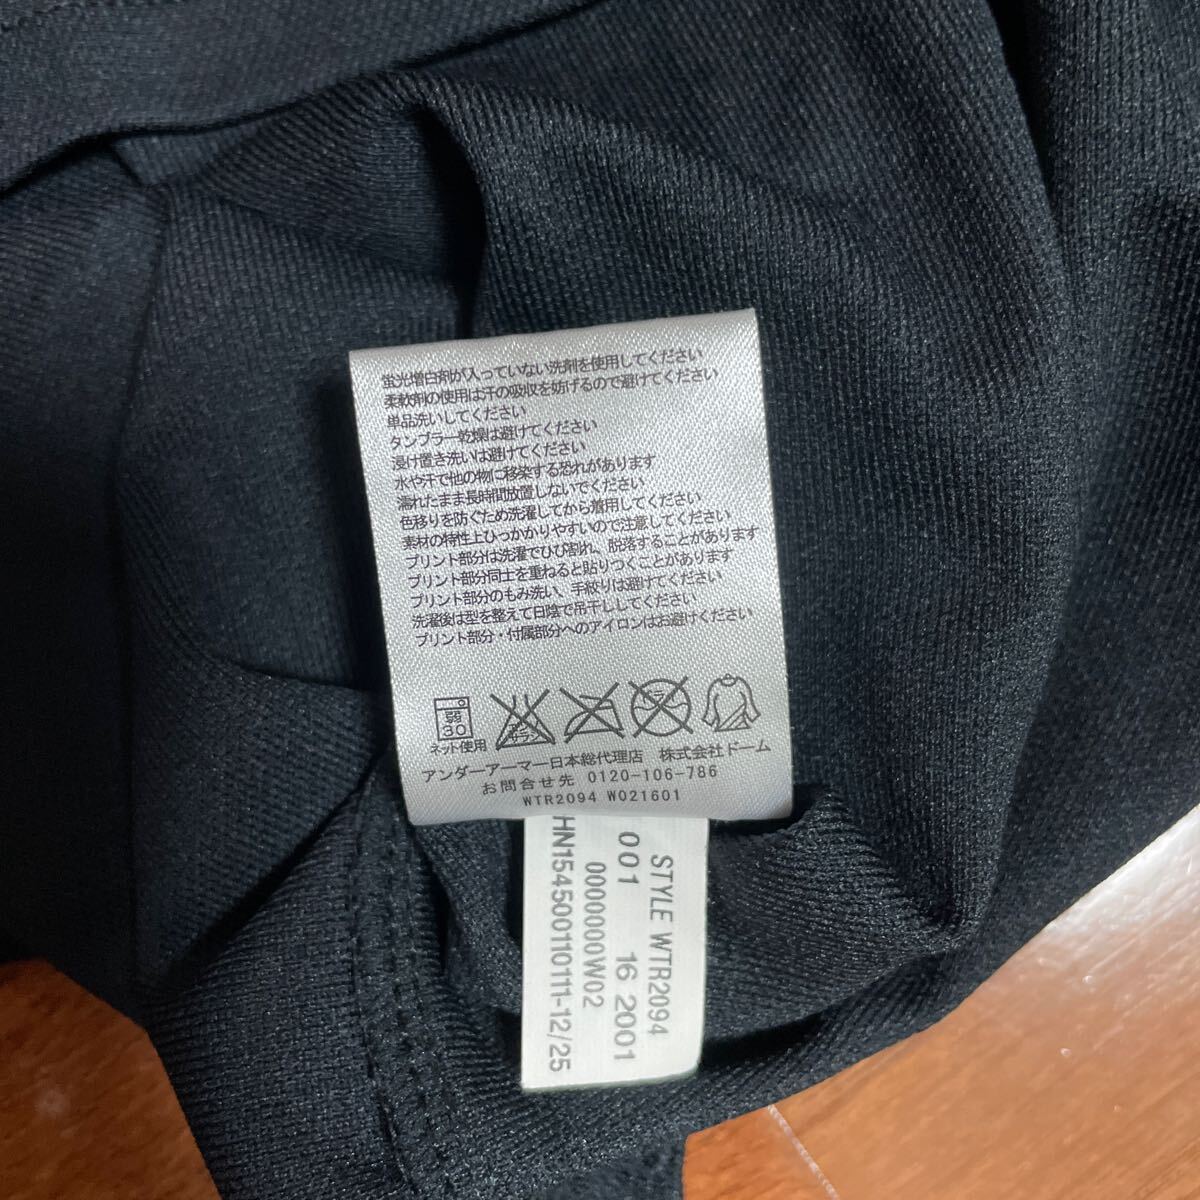 蛍光増白剤が入っていない洗剤を使用してください
柔軟剤の使用は汗の吸収を妨げるので避けてください
単品洗いしてください
タンブラー乾燥は避けてください
浸け置き洗いは避けてください
水や汗で他の物に移染する恐れがあります
濡れたまま長時間放置しないでください
色移りを防ぐため洗濯してから着用してください
素材の特性上ひっかかりやすいので注意してください
プリント部分は洗濯でひび割れ、脱落することがあります
プリント部分同士を重ねると貼りつくことがあります
プリント部分のもみ洗い、手絞りは避けてください
洗濯後は型を整えて日陰で吊干ししてください
プリント部分・付属部分へのアイロンはお避けください
弱
30
エンソ
サラシ
ドライ
ネット使用
アンダーアーマー日本総代理店 株式会社ドーム
お問合せ先 0120-106-786
WTR2094 W021601
STYLE WTR2094
001 16 2001
0000000W02
HN154500110111-12/25